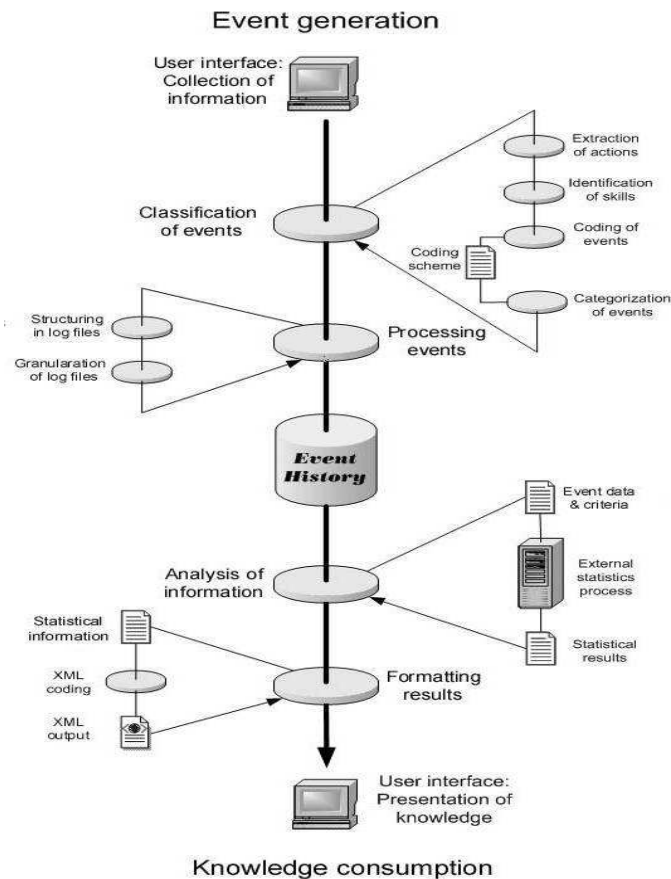 Event generation
User interface:
Collection of
information
Extraction
of actions
Identification
of skills
Classification
of events
Coding of
events
Coding
scheme
Categorization
of events
Structuring
in log files
Processing
events
Granularation
of log files
Event
History
Event data
& criteria
Analysis of
information
External
statistics
process
Statistical
information
Statistical
results
XML
coding
Formatting
results
XML
output
User interface:
Presentation of
knowledge
Knowledge consumption